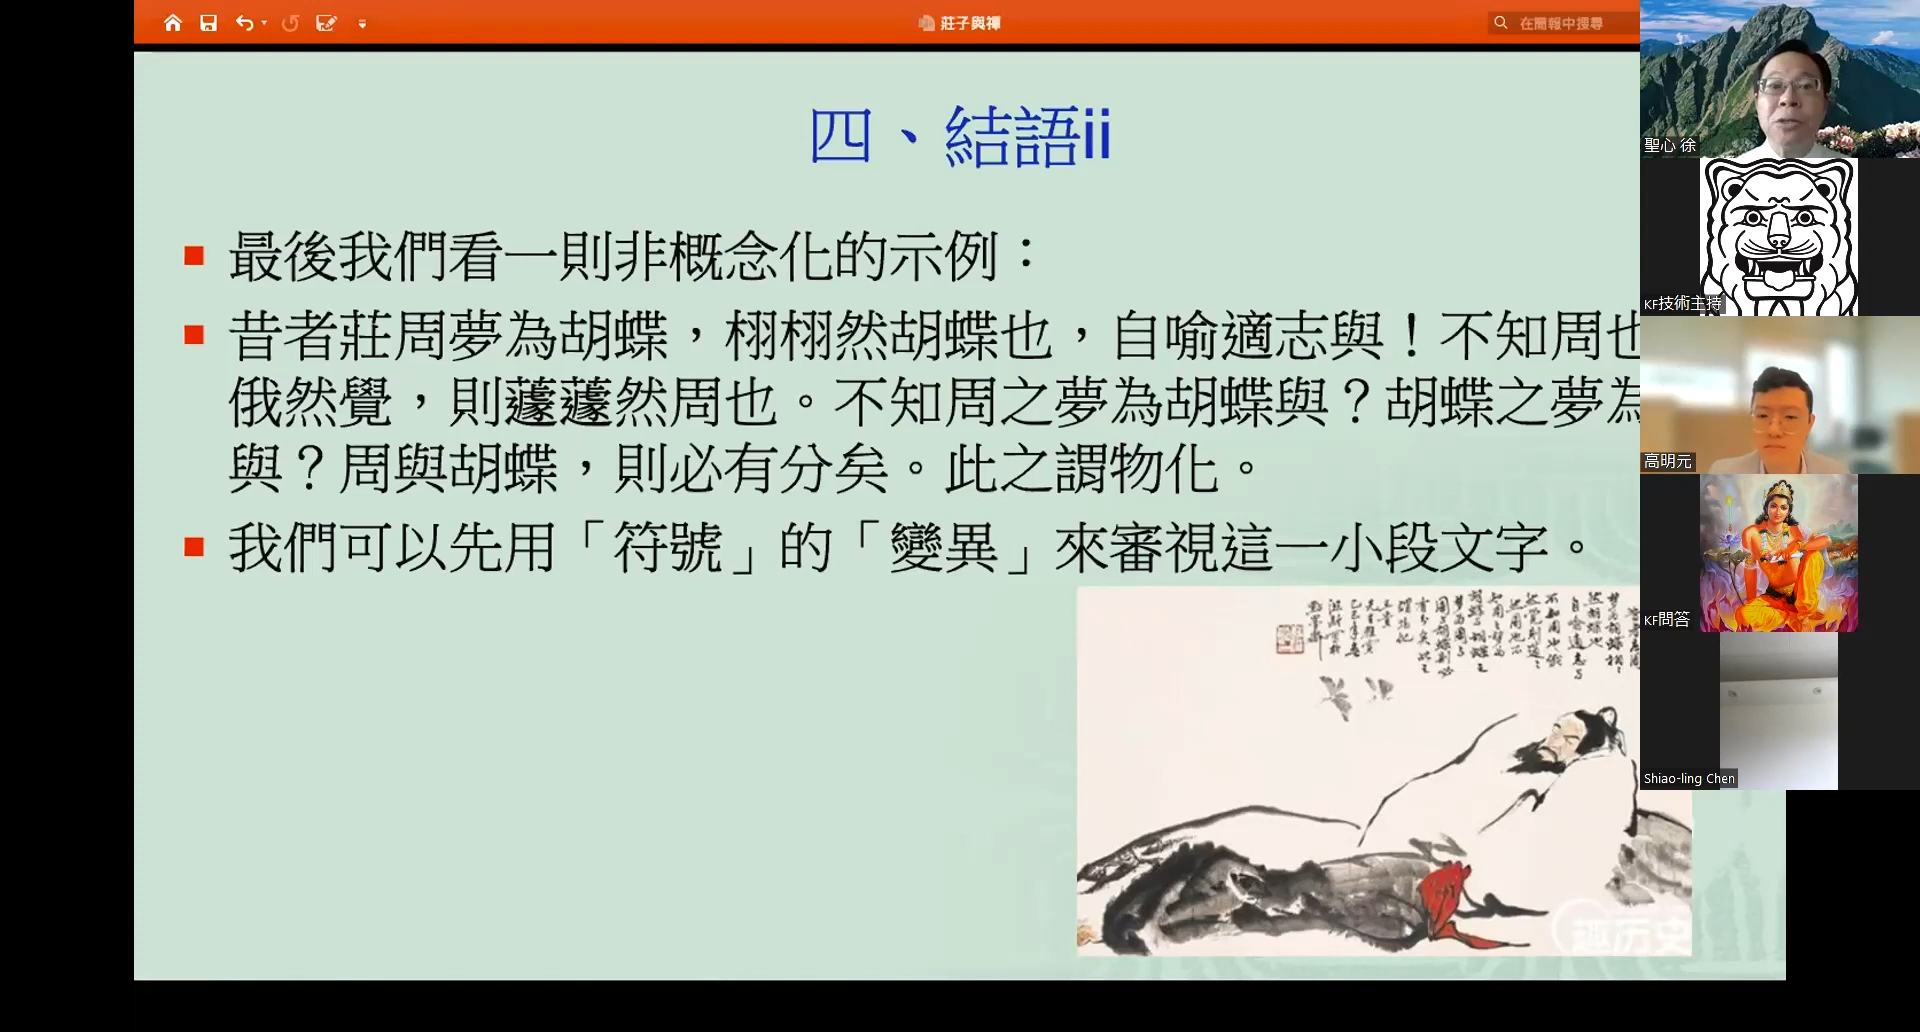 莊子與禪
在簡報中搜尋
四、結語ii
最後我們看一則非概念化的示例：
昔者莊周夢為胡蝶，栩栩然胡蝶也，自喻適志與！不知周也
俄然覺，則蘧蘧然周也。不知周之夢為胡蝶與？胡蝶之夢為
與？周與胡蝶，則必有分矣。此之謂物化。
我們可以先用「符號」的「變異」來審視這一小段文字。
趣历史
聖心 徐
KF技術主持
高明元
KF問答
Shiao-ling Chen